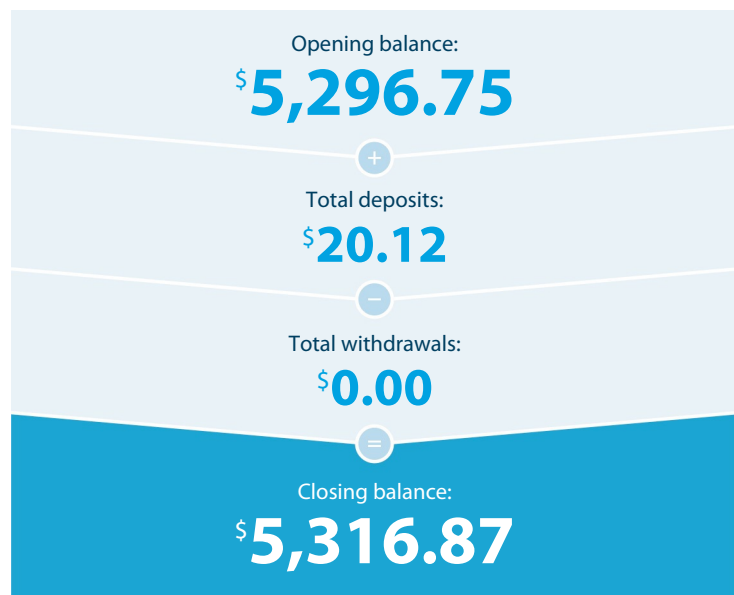 Opening balance:
$5,296.75
+
Total deposits:
$20.12
−
Total withdrawals:
$0.00
=
Closing balance:
$5,316.87